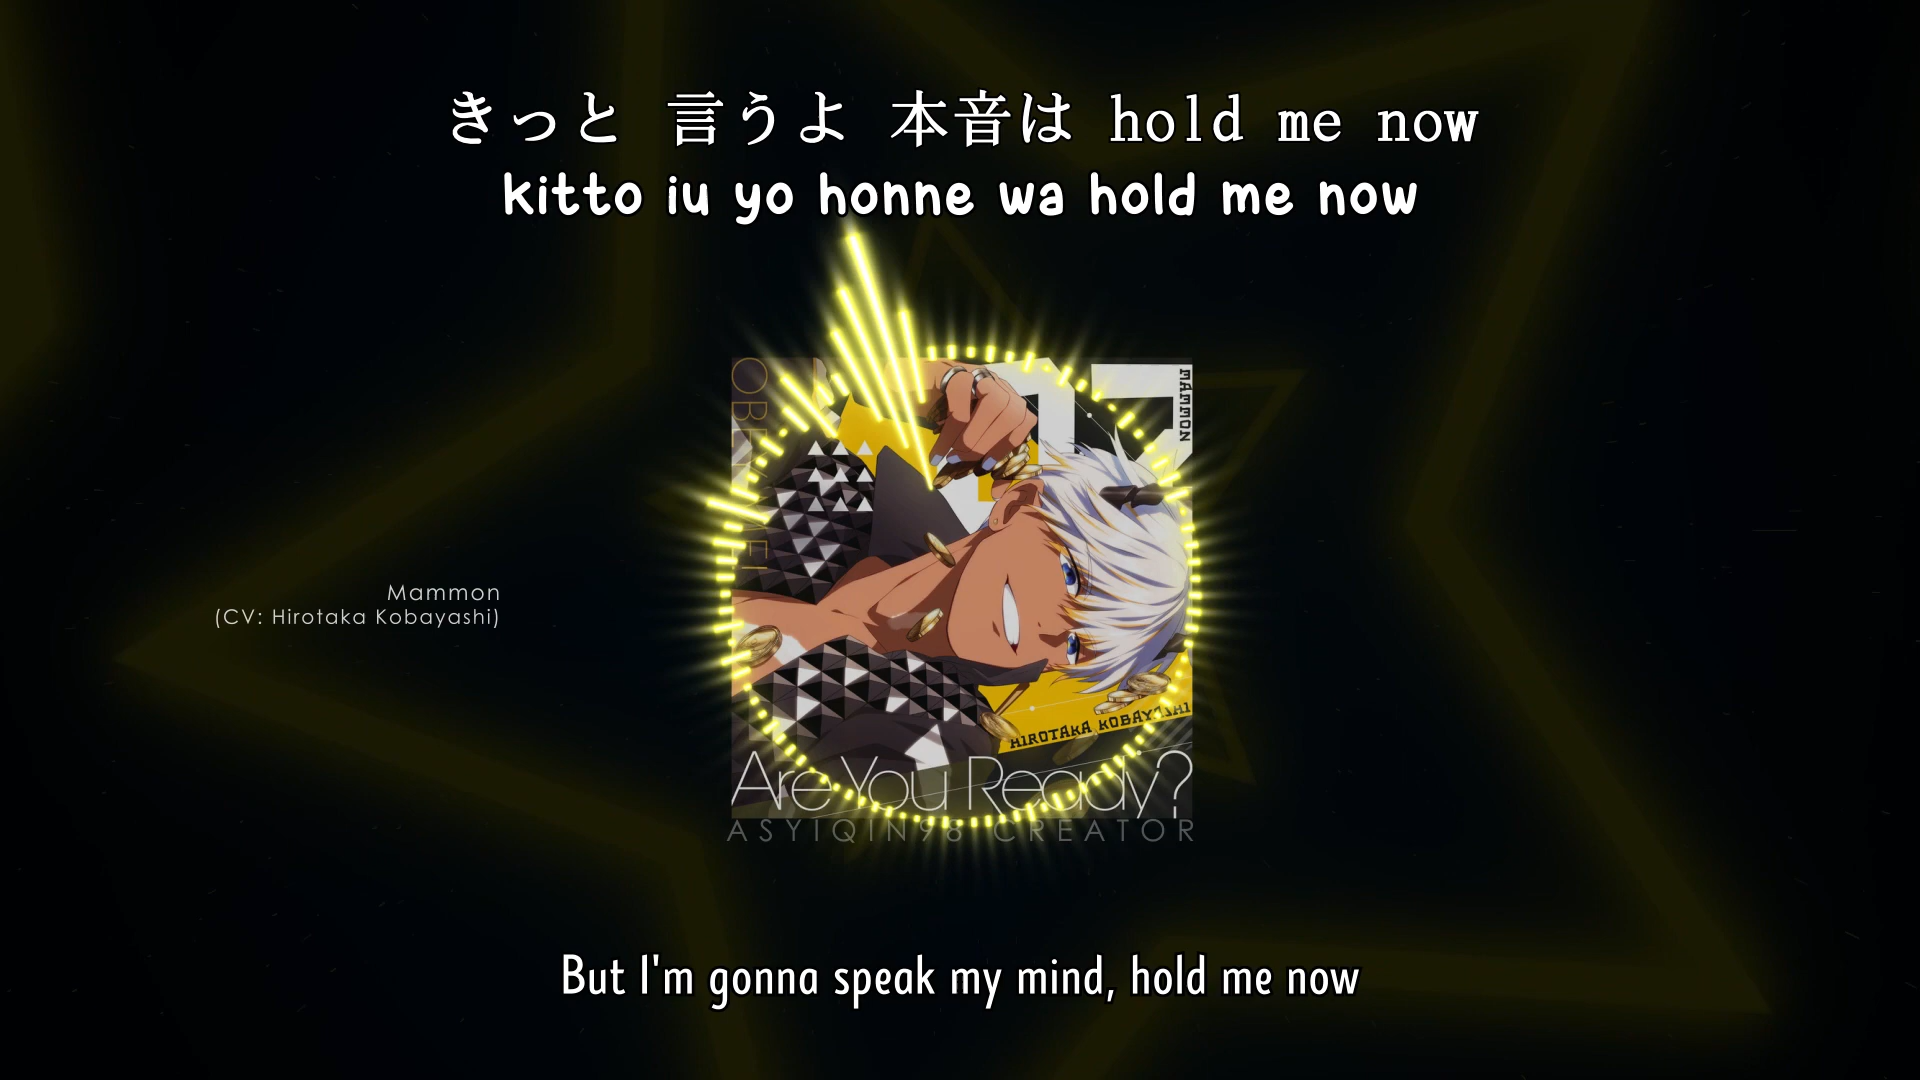 きっと 言うよ 本音は hold me now
kitto iu yo honne wa hold me now
MAMMON
Mammon
(CV: Hirotaka Kobayashi)
HIROTAKA KOBAYASHI
Are You Ready?
ASYIQIN98 CREATOR
But I'm gonna speak my mind, hold me now